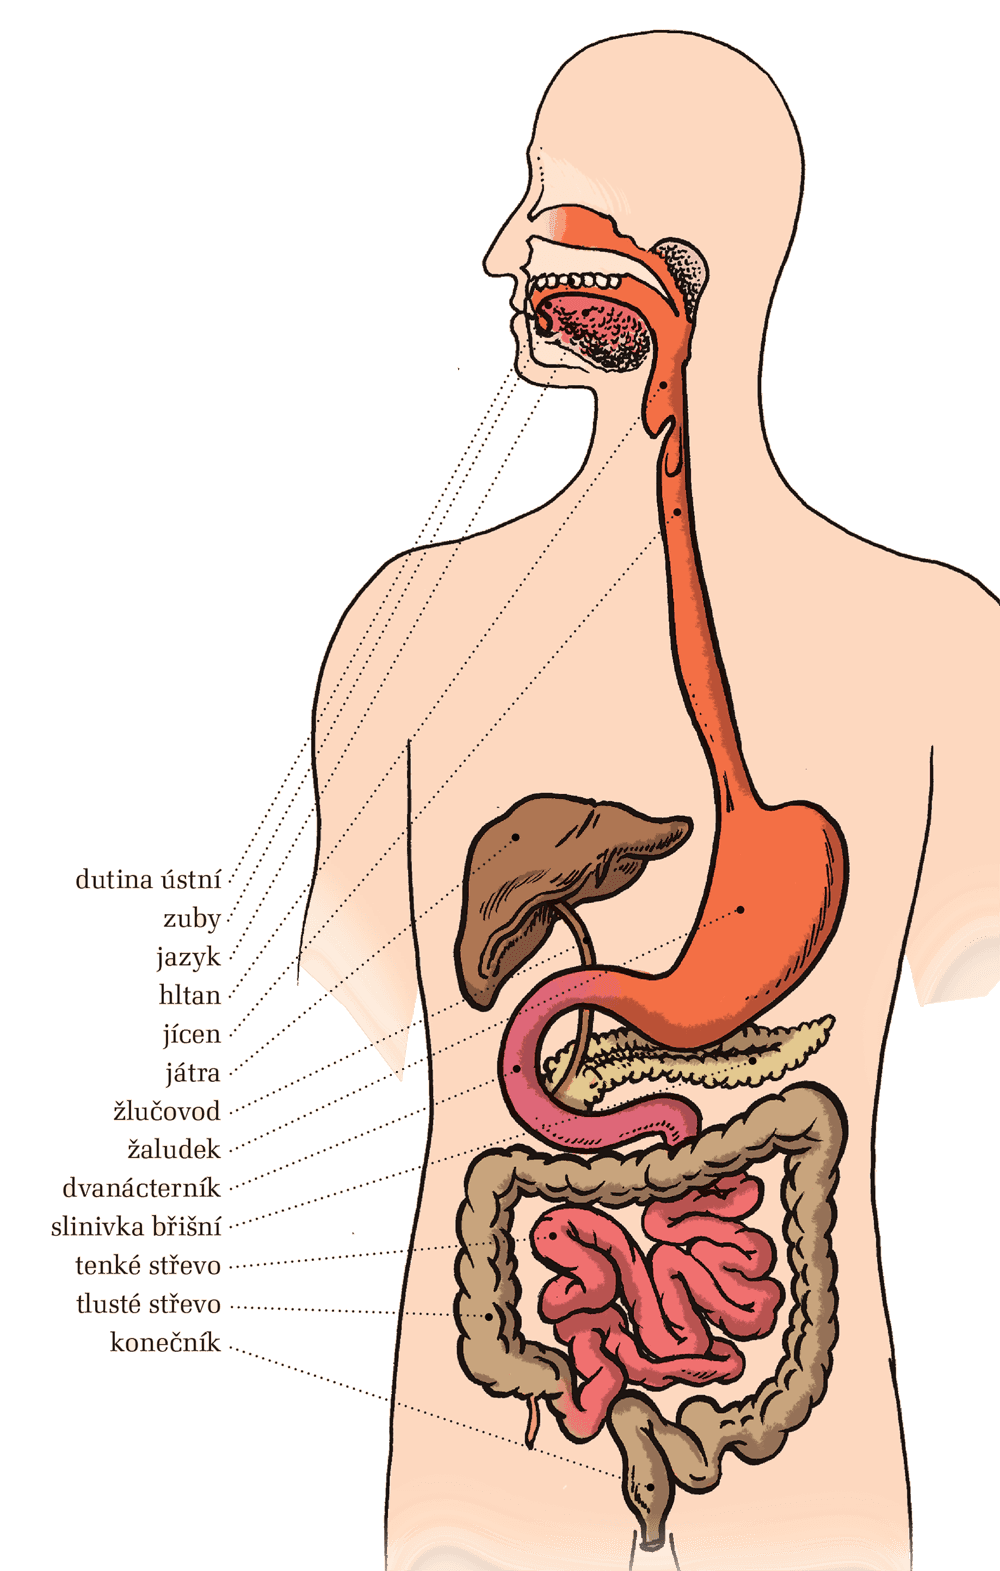 dutina ústní
zuby
jazyk
hltan
jícen
játra
žlučovod
žaludek
dvanácterník
slinivka břišní
tenké střevo
tlusté střevo
konečník